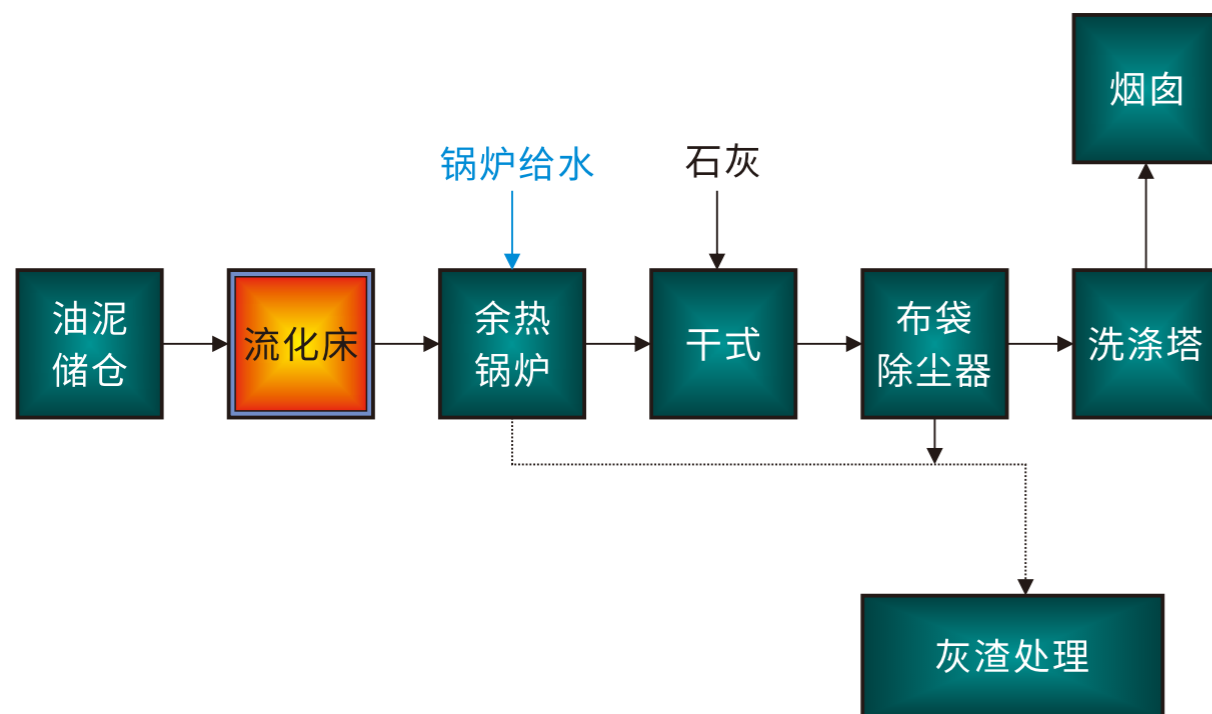 烟囱
锅炉给水
石灰
油泥
储仓
流化床
余热
锅炉
干式
布袋
除尘器
洗涤塔
灰渣处理